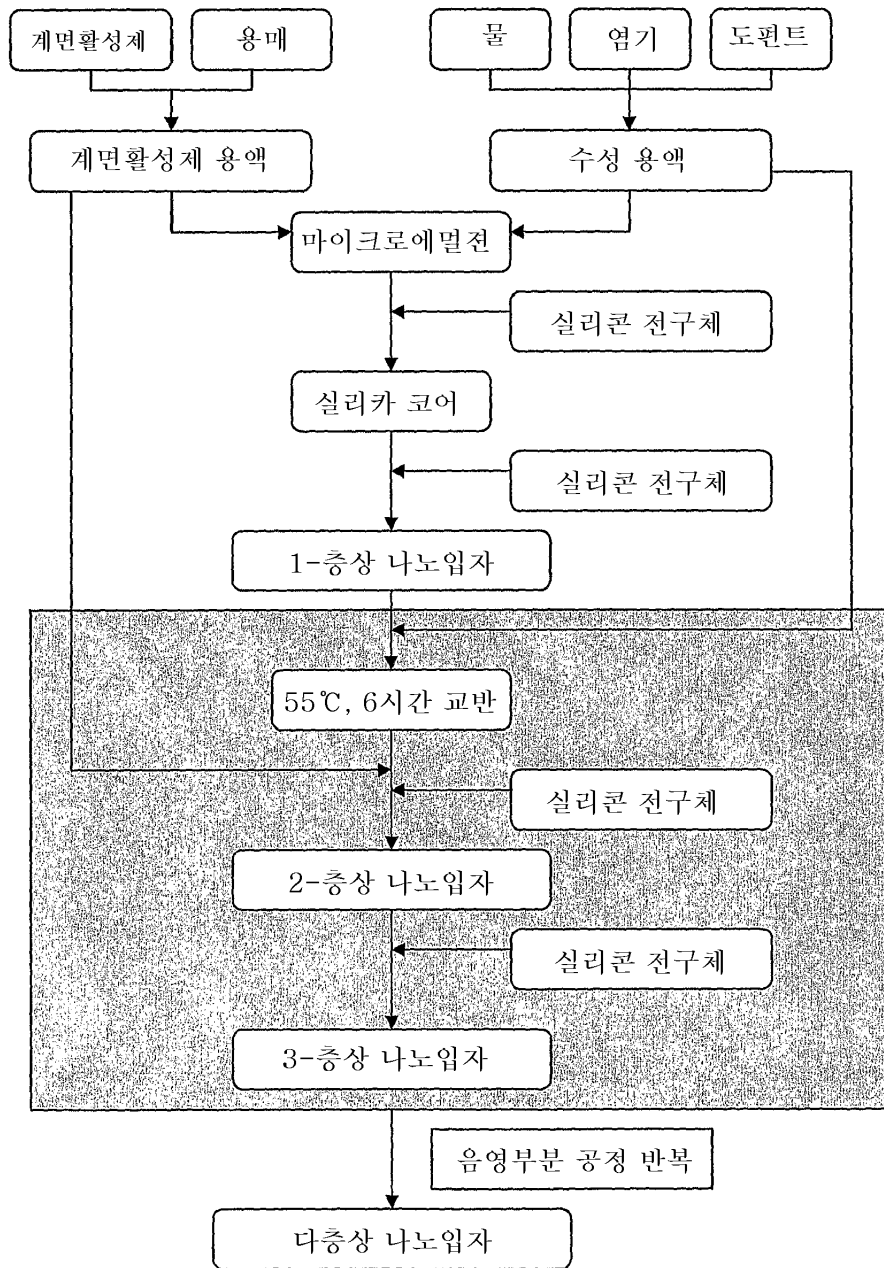 계면활성제
용매
물
염기
도펀트
계면활성제 용액
수성 용액
마이크로에멀젼
실리콘 전구체
실리카 코어
실리콘 전구체
1-층상 나노입자
55℃, 6시간 교반
실리콘 전구체
2-층상 나노입자
실리콘 전구체
3-층상 나노입자
음영부분 공정 반복
다층상 나노입자